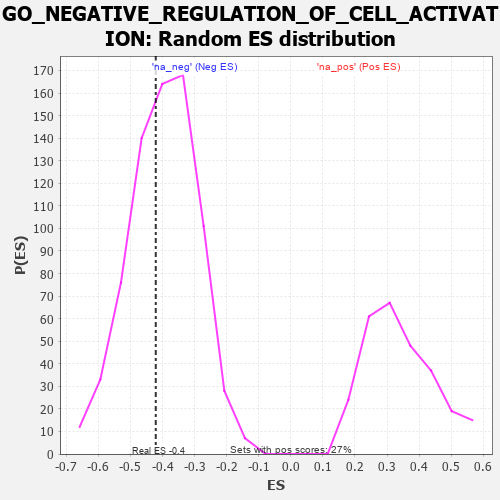 GO_NEGATIVE_REGULATION_OF_CELL_ACTIVAT
ION: Random ES distribution
'na_neg' (Neg ES)
'na_pos' (Pos ES)
170
160
150
140
130
120
110
100
90
80
70
60
50
40
30
20
10
0
P(ES)
Real ES -0.4
Sets with pos scores: 27%
-0.7 -0.6 -0.5 -0.4 -0.3 -0.2 -0.1 0.0 0.1 0.2 0.3 0.4 0.5 0.6
ES